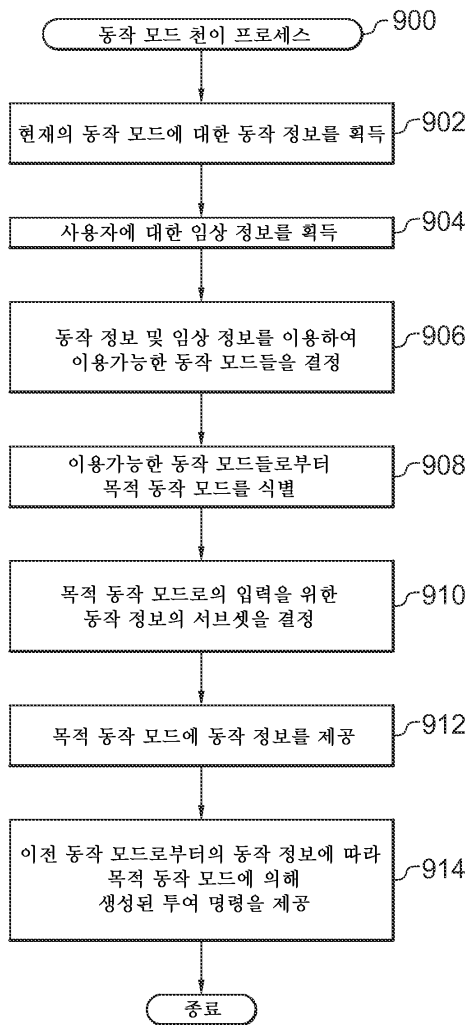 동작 모드 천이 프로세스
900
현재의 동작 모드에 대한 동작 정보를 획득
902
사용자에 대한 임상 정보를 획득
904
동작 정보 및 임상 정보를 이용하여
이용가능한 동작 모드들을 결정
906
이용가능한 동작 모드들로부터
목적 동작 모드를 식별
908
목적 동작 모드로의 입력을 위한
동작 정보의 서브셋을 결정
910
목적 동작 모드에 동작 정보를 제공
912
이전 동작 모드로부터의 동작 정보에 따라
목적 동작 모드에 의해
생성된 투여 명령을 제공
914
종료